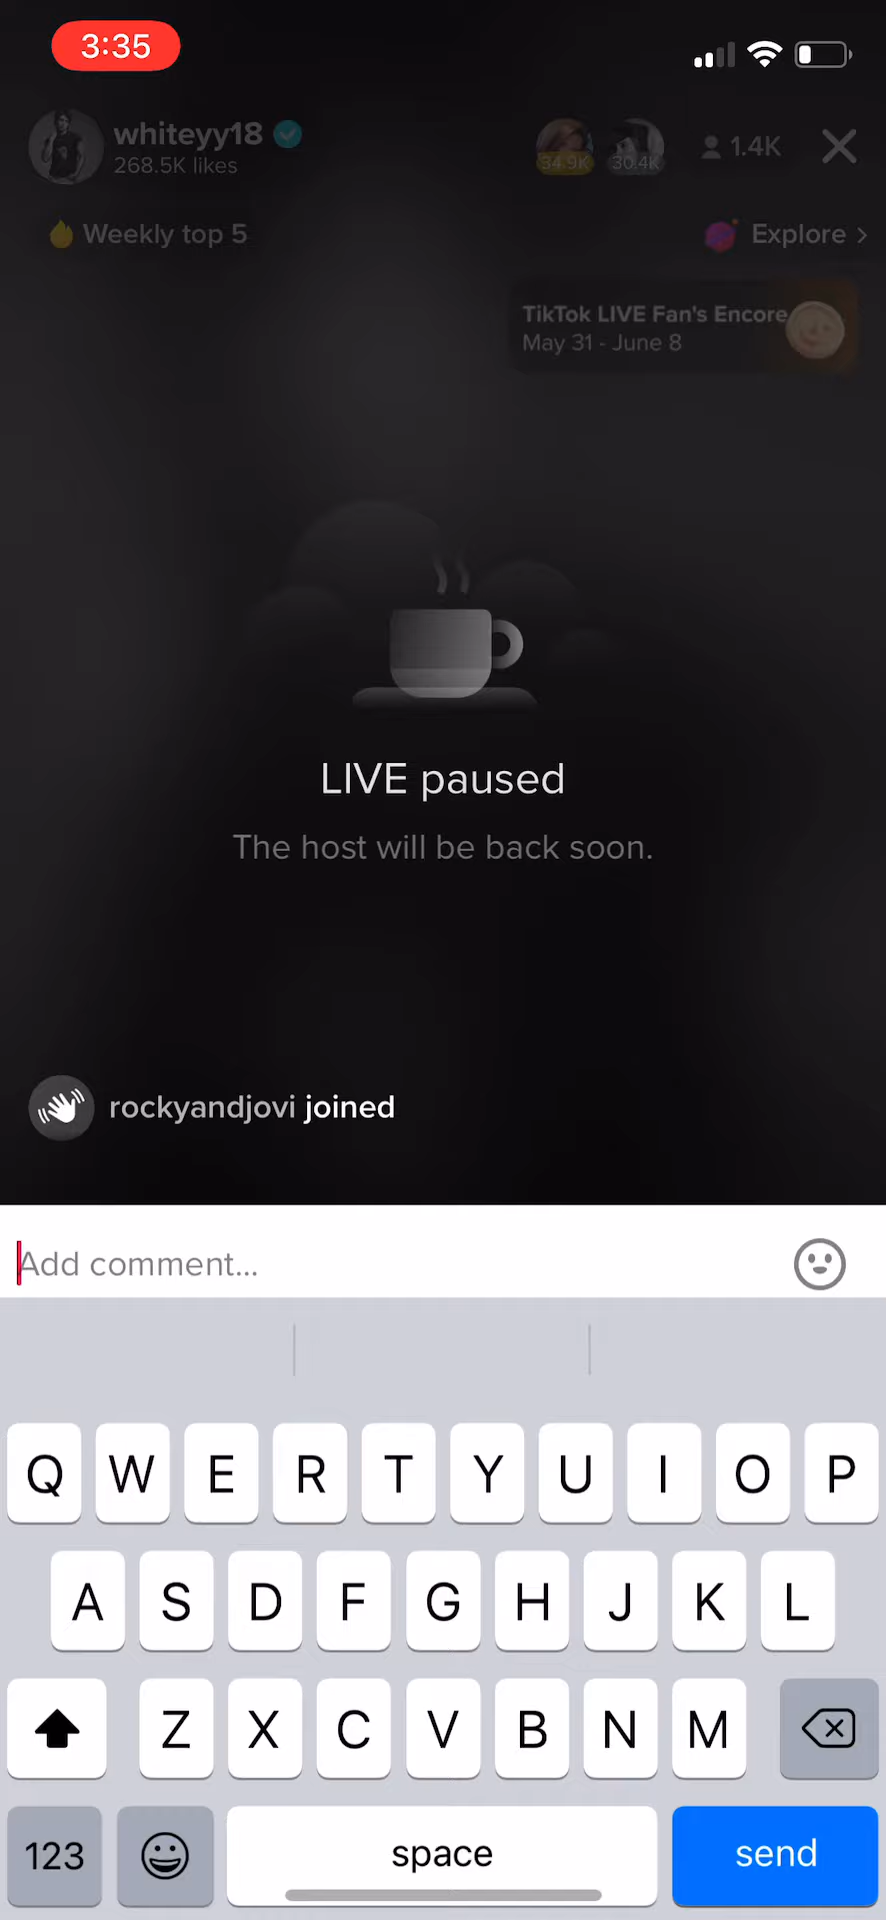 3:35
whiteyy18
268.5K likes
34.9K
30.4K
1.4K
Weekly top 5
Explore >
TikTok LIVE Fan's Encore
May 31 - June 8
LIVE paused
The host will be back soon.
rockyandjovi joined
Add comment...
Q W E R T Y U I O P
A S D F G H J K L
Z X C V B N M
123
space
send